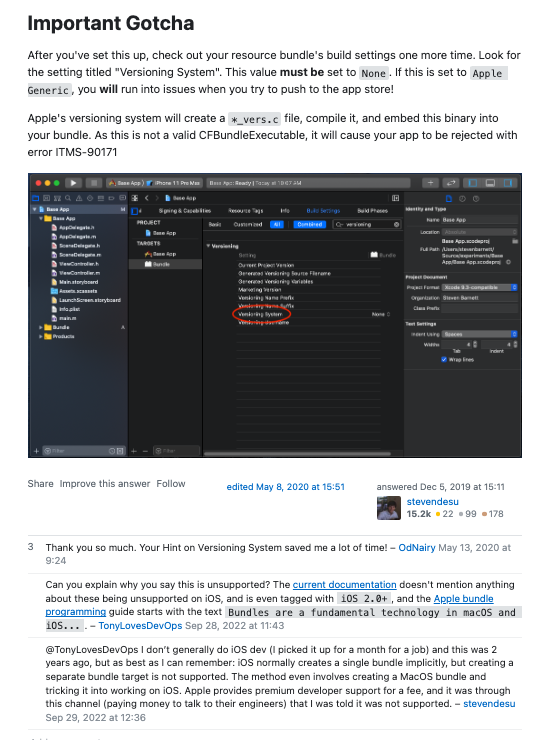 Important Gotcha
After you've set this up, check out your resource bundle's build settings one more time. Look for
the setting titled "Versioning System". This value must be set to None. If this is set to Apple
Generic, you will run into issues when you try to push to the app store!
Apple's versioning system will create a *_vers.c file, compile it, and embed this binary into
your bundle. As this is not a valid CFBundleExecutable, it will cause your app to be rejected with
error ITMS-90171
Base App
iPhone 11 Pro Max
Base App: Ready | Today at 10:07 AM
Base App M
Base App
AppDelegate.h
AppDelegate.m
SceneDelegate.h
SceneDelegate.m
ViewController.h
ViewController.m
Main.storyboard
Assets.xcassets
LaunchScreen.storyboard
Info.plist
main.m
Bundle A
Products
Filter
Base App
Signing & Capabilities
Resource Tags
Info
Build Settings
Build Phases
PROJECT
Base App
TARGETS
Base App
Bundle
Filter
Basic
Customized
All
Combined
versioning
Versioning
Setting
Bundle
Current Project Version
Generated Versioning Source Filename
Generated Versioning Variables
Marketing Version
Versioning Name Prefix
Versioning Name Suffix
Versioning System
None
Versioning Username
Identity and Type
Name Base App
Location Absolute
Base App.xcodeproj
Full Path /Users/stevenbarnett/
Source/experiments/Base
App/Base App.xcodeproj
Project Document
Project Format Xcode 9.3-compatible
Organization Steven Barnett
Class Prefix
Text Settings
Indent Using Spaces
Widths 4 4
Tab Indent
Wrap lines
Share Improve this answer Follow
edited May 8, 2020 at 15:51
answered Dec 5, 2019 at 15:11
stevendesu
15.2k 22 99 178
3 Thank you so much. Your Hint on Versioning System saved me a lot of time! – OdNairy May 13, 2020 at
9:24
Can you explain why you say this is unsupported? The current documentation doesn't mention anything
about these being unsupported on iOS, and is even tagged with iOS 2.0+, and the Apple bundle
programming guide starts with the text Bundles are a fundamental technology in macOS and
iOS.... – TonyLovesDevOps Sep 28, 2022 at 11:43
@TonyLovesDevOps I don't generally do iOS dev (I picked it up for a month for a job) and this was 2
years ago, but as best as I can remember: iOS normally creates a single bundle implicitly, but creating a
separate bundle target is not supported. The method even involves creating a MacOS bundle and
tricking it into working on iOS. Apple provides premium developer support for a fee, and it was through
this channel (paying money to talk to their engineers) that I was told it was not supported. – stevendesu
Sep 29, 2022 at 12:36